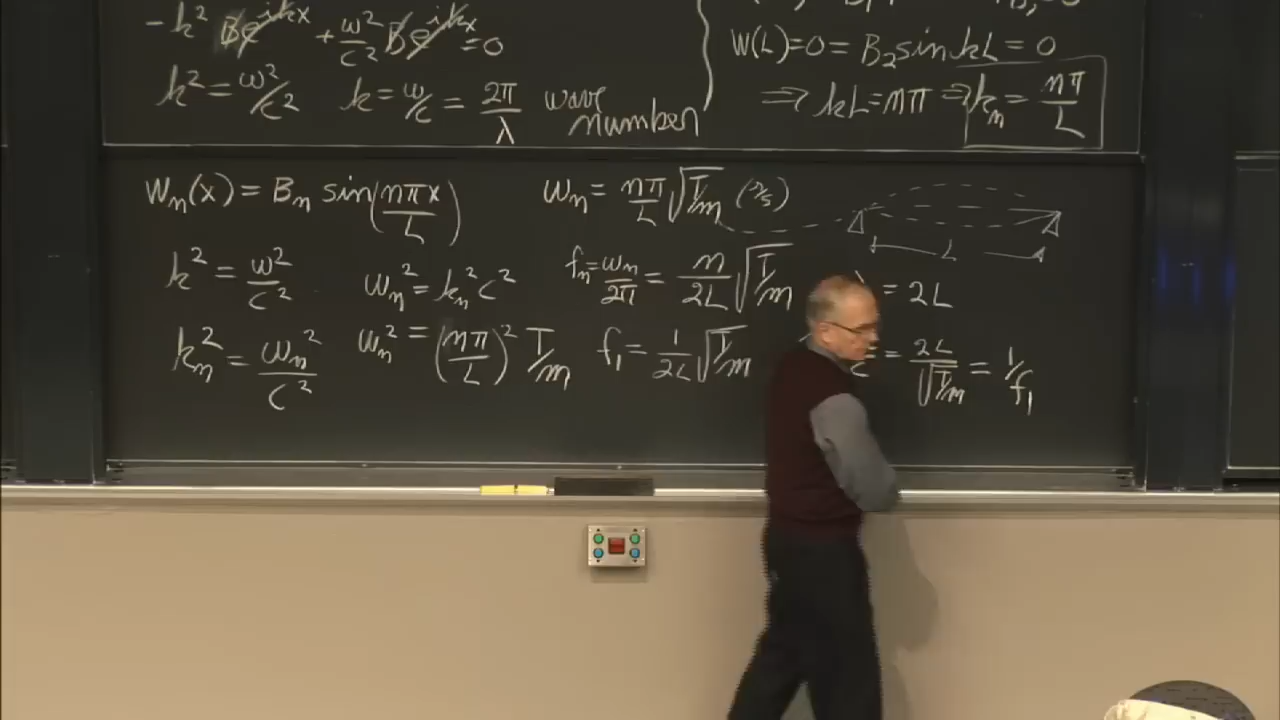 -k² Be^{ikx} + ω²/c² Be^{ikx} = 0
k² = ω²/c² k = ω/c = 2π/λ wave number
W(L) = 0 = B₂ sin kL = 0
⇒ kL = nπ ⇒ kₙ = nπ/L
Wₙ(x) = Bₙ sin(nπx/L)
k² = ω²/c²
kₙ² = ωₙ²/c²
ωₙ² = kₙ² c²
ωₙ² = (nπ/L)² T/m
ωₙ = nπ/L √T/m (r/s)
fₙ = ωₙ/2π = n/2L √T/m
f₁ = 1/2L √T/m
L
= 2L
c = 2L/√T/m = 1/f₁